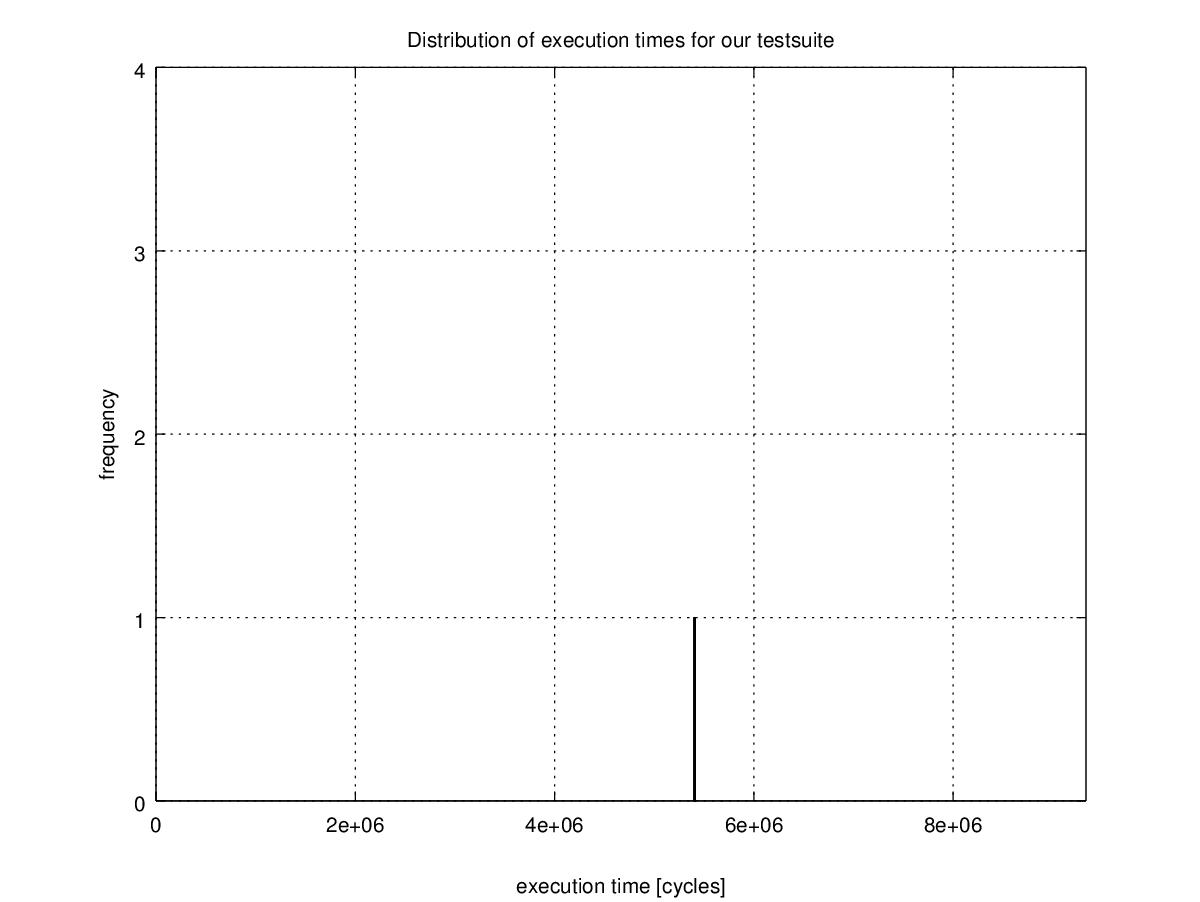 Distribution of execution times for our testsuite
4
3
2
1
0
frequency
0 2e+06 4e+06 6e+06 8e+06
execution time [cycles]